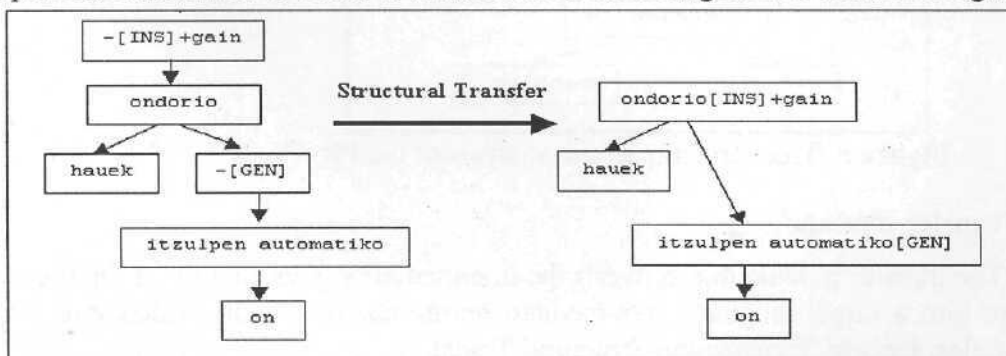 -[INS]+gain
ondorio
hauek
-[GEN]
itzulpen automatiko
on
Structural Transfer
ondorio[INS]+gain
hauek
itzulpen automatiko[GEN]
on